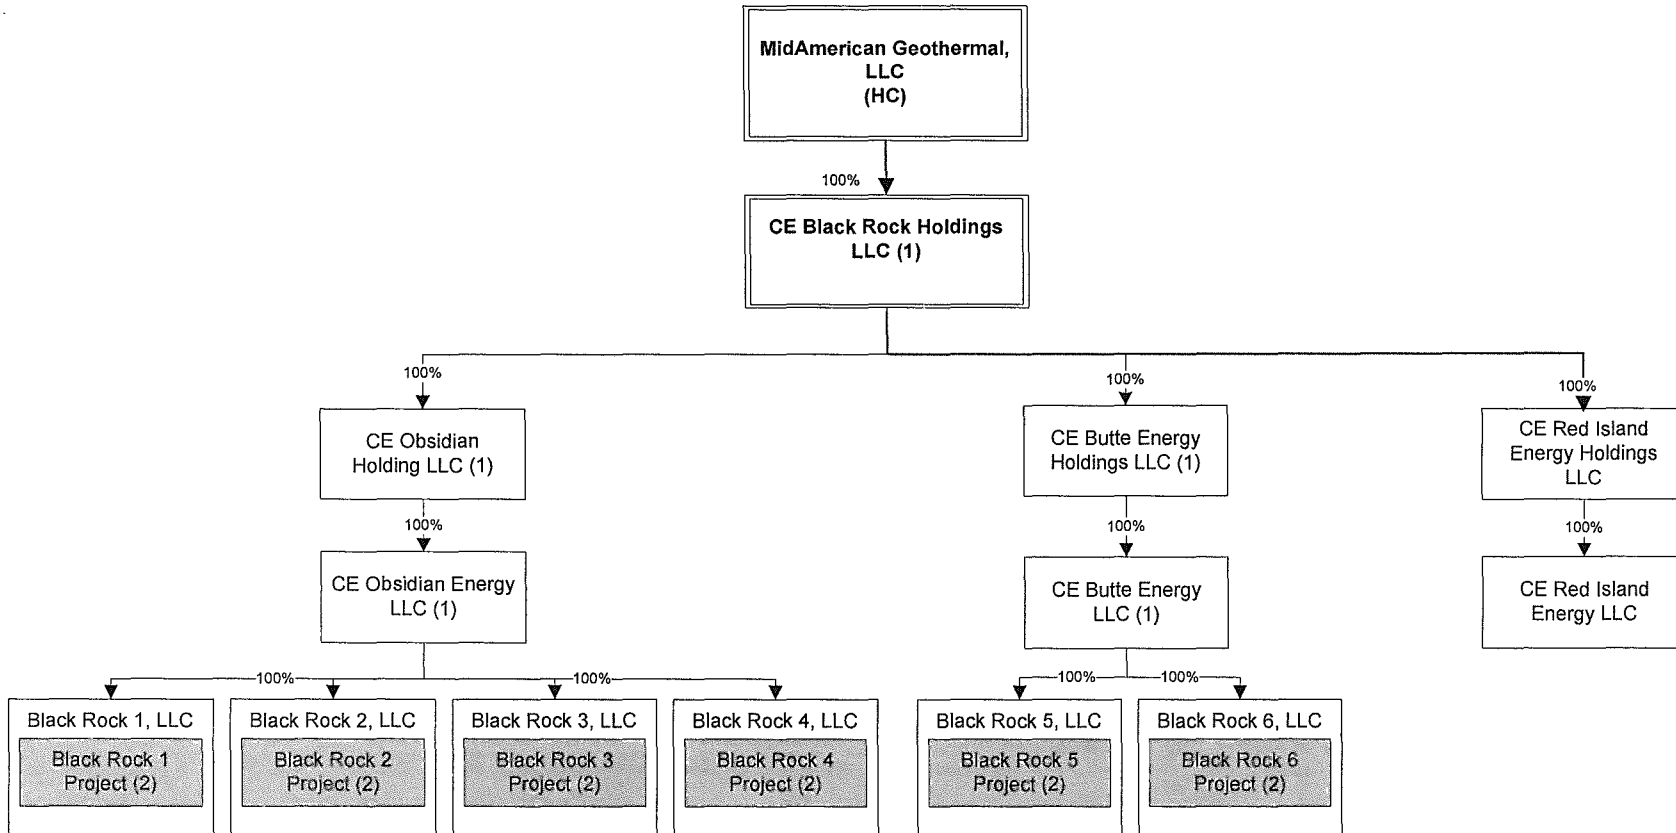 MidAmerican Geothermal,
LLC
(HC)
100%
CE Black Rock Holdings
LLC (1)
100%
100%
100%
CE Obsidian
Holding LLC (1)
CE Butte Energy
Holdings LLC (1)
CE Red Island
Energy Holdings
LLC
100%
100%
100%
CE Obsidian Energy
LLC (1)
CE Butte Energy
LLC (1)
CE Red Island
Energy LLC
100%
100%
100%
100%
Black Rock 1, LLC
Black Rock 1
Project (2)
Black Rock 2, LLC
Black Rock 2
Project (2)
Black Rock 3, LLC
Black Rock 3
Project (2)
Black Rock 4, LLC
Black Rock 4
Project (2)
Black Rock 5, LLC
Black Rock 5
Project (2)
Black Rock 6, LLC
Black Rock 6
Project (2)